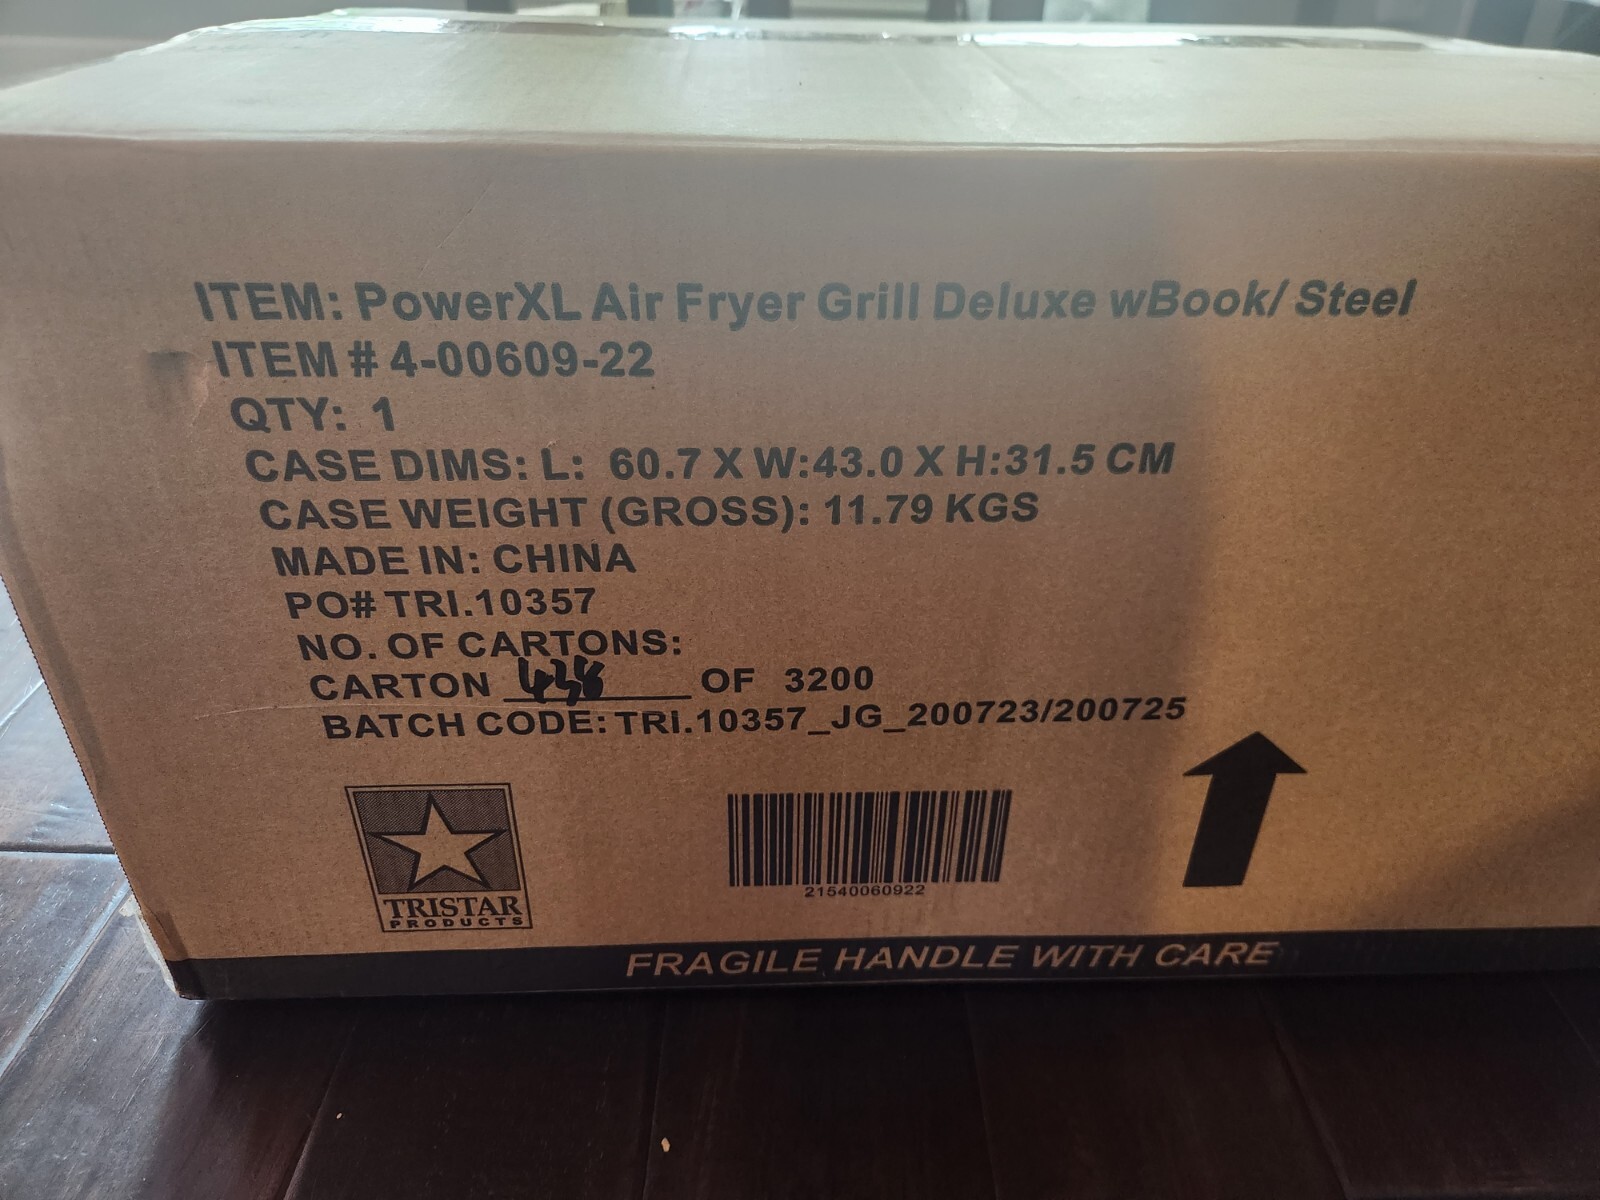 ITEM: PowerXL Air Fryer Grill Deluxe wBook/ Steel
ITEM # 4-00609-22
QTY: 1
CASE DIMS: L: 60.7 X W:43.0 X H:31.5 CM
CASE WEIGHT (GROSS): 11.79 KGS
MADE IN: CHINA
PO# TRI.10357
NO. OF CARTONS:
CARTON 438 OF 3200
BATCH CODE: TRI.10357_JG_200723/200725
TRISTAR
PRODUCTS
21540060922
FRAGILE HANDLE WITH CARE